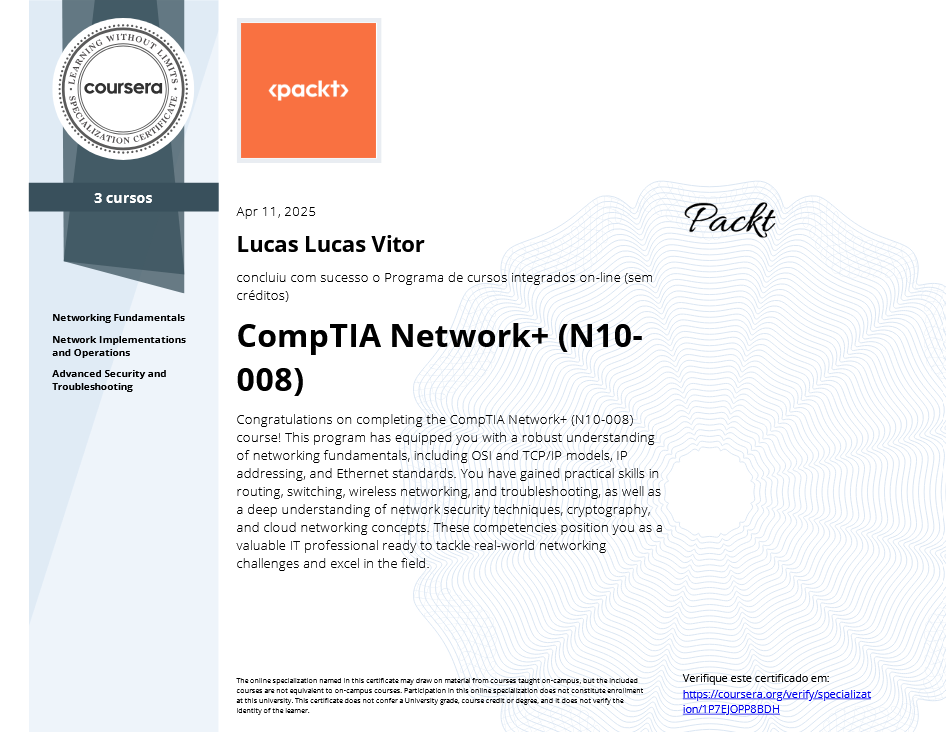 LEARNING WITHOUT LIMITS
coursera
SPECIALIZATION CERTIFICATE
3 cursos
Networking Fundamentals
Network Implementations
and Operations
Advanced Security and
Troubleshooting
<packt>
Apr 11, 2025
Lucas Lucas Vitor
concluiu com sucesso o Programa de cursos integrados on-line (sem
créditos)
CompTIA Network+ (N10-
008)
Congratulations on completing the CompTIA Network+ (N10-008)
course! This program has equipped you with a robust understanding
of networking fundamentals, including OSI and TCP/IP models, IP
addressing, and Ethernet standards. You have gained practical skills in
routing, switching, wireless networking, and troubleshooting, as well as
a deep understanding of network security techniques, cryptography,
and cloud networking concepts. These competencies position you as a
valuable IT professional ready to tackle real-world networking
challenges and excel in the field.
Packt
The online specialization named in this certificate may draw on material from courses taught on-campus, but the included
courses are not equivalent to on-campus courses. Participation in this online specialization does not constitute enrollment
at this university. This certificate does not confer a University grade, course credit or degree, and it does not verify the
identity of the learner.
Verifique este certificado em:
https://coursera.org/verify/specializat
ion/1P7EJOPP8BDH